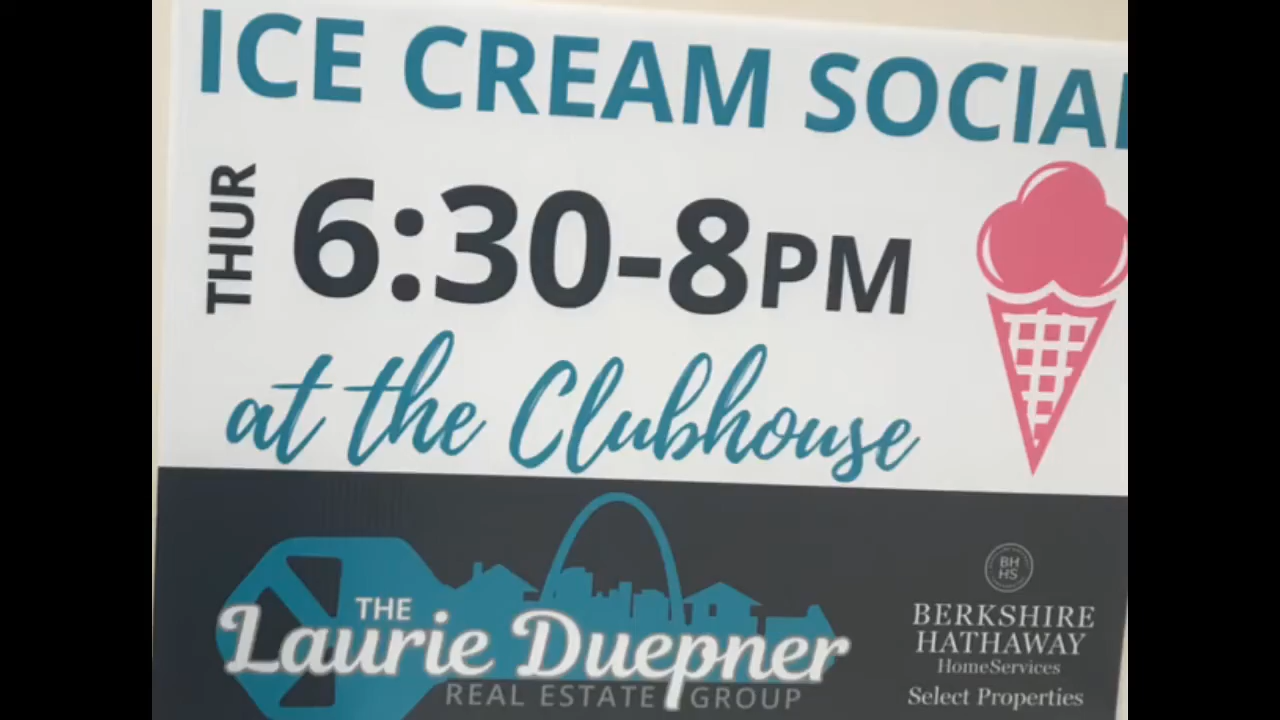 ICE CREAM SOCIAL
THUR
6:30-8PM
at the Clubhouse
THE
Laurie Duepner
REAL ESTATE GROUP
BH
HS
BERKSHIRE
HATHAWAY
HomeServices
Select Properties